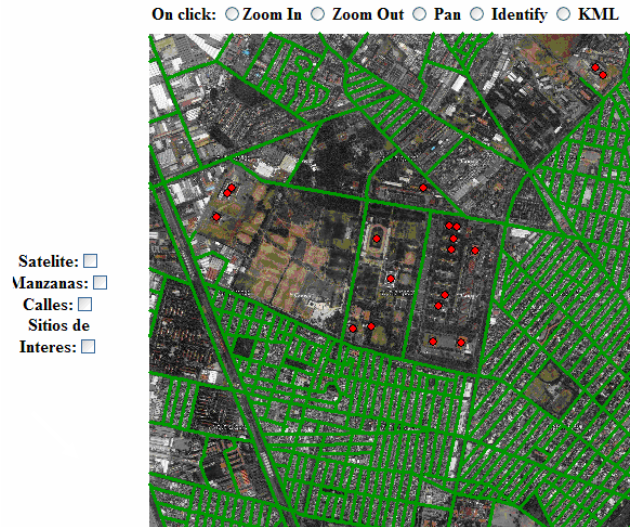 On click: Zoom In Zoom Out Pan Identify KML
Satelite:
Manzanas:
Calles:
Sitios de
Interes: